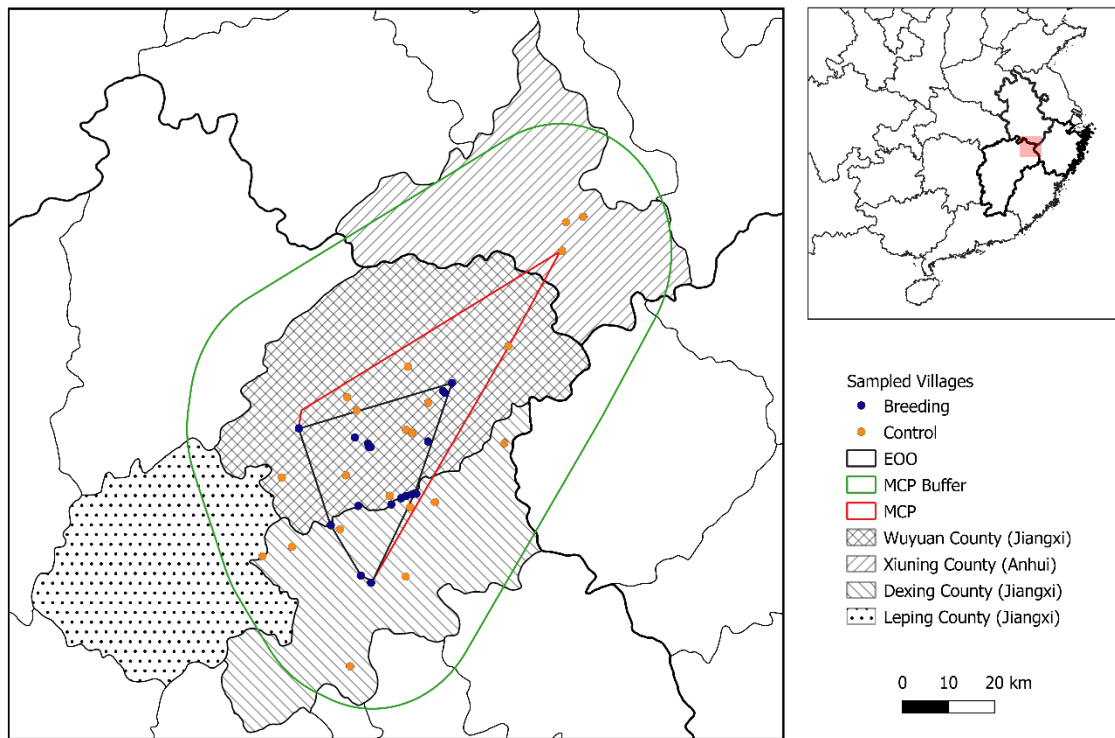 Sampled Villages
Breeding
Control
EOO
MCP Buffer
MCP
Wuyuan County (Jiangxi)
Xiuning County (Anhui)
Dexing County (Jiangxi)
Leping County (Jiangxi)
0 10 20 km